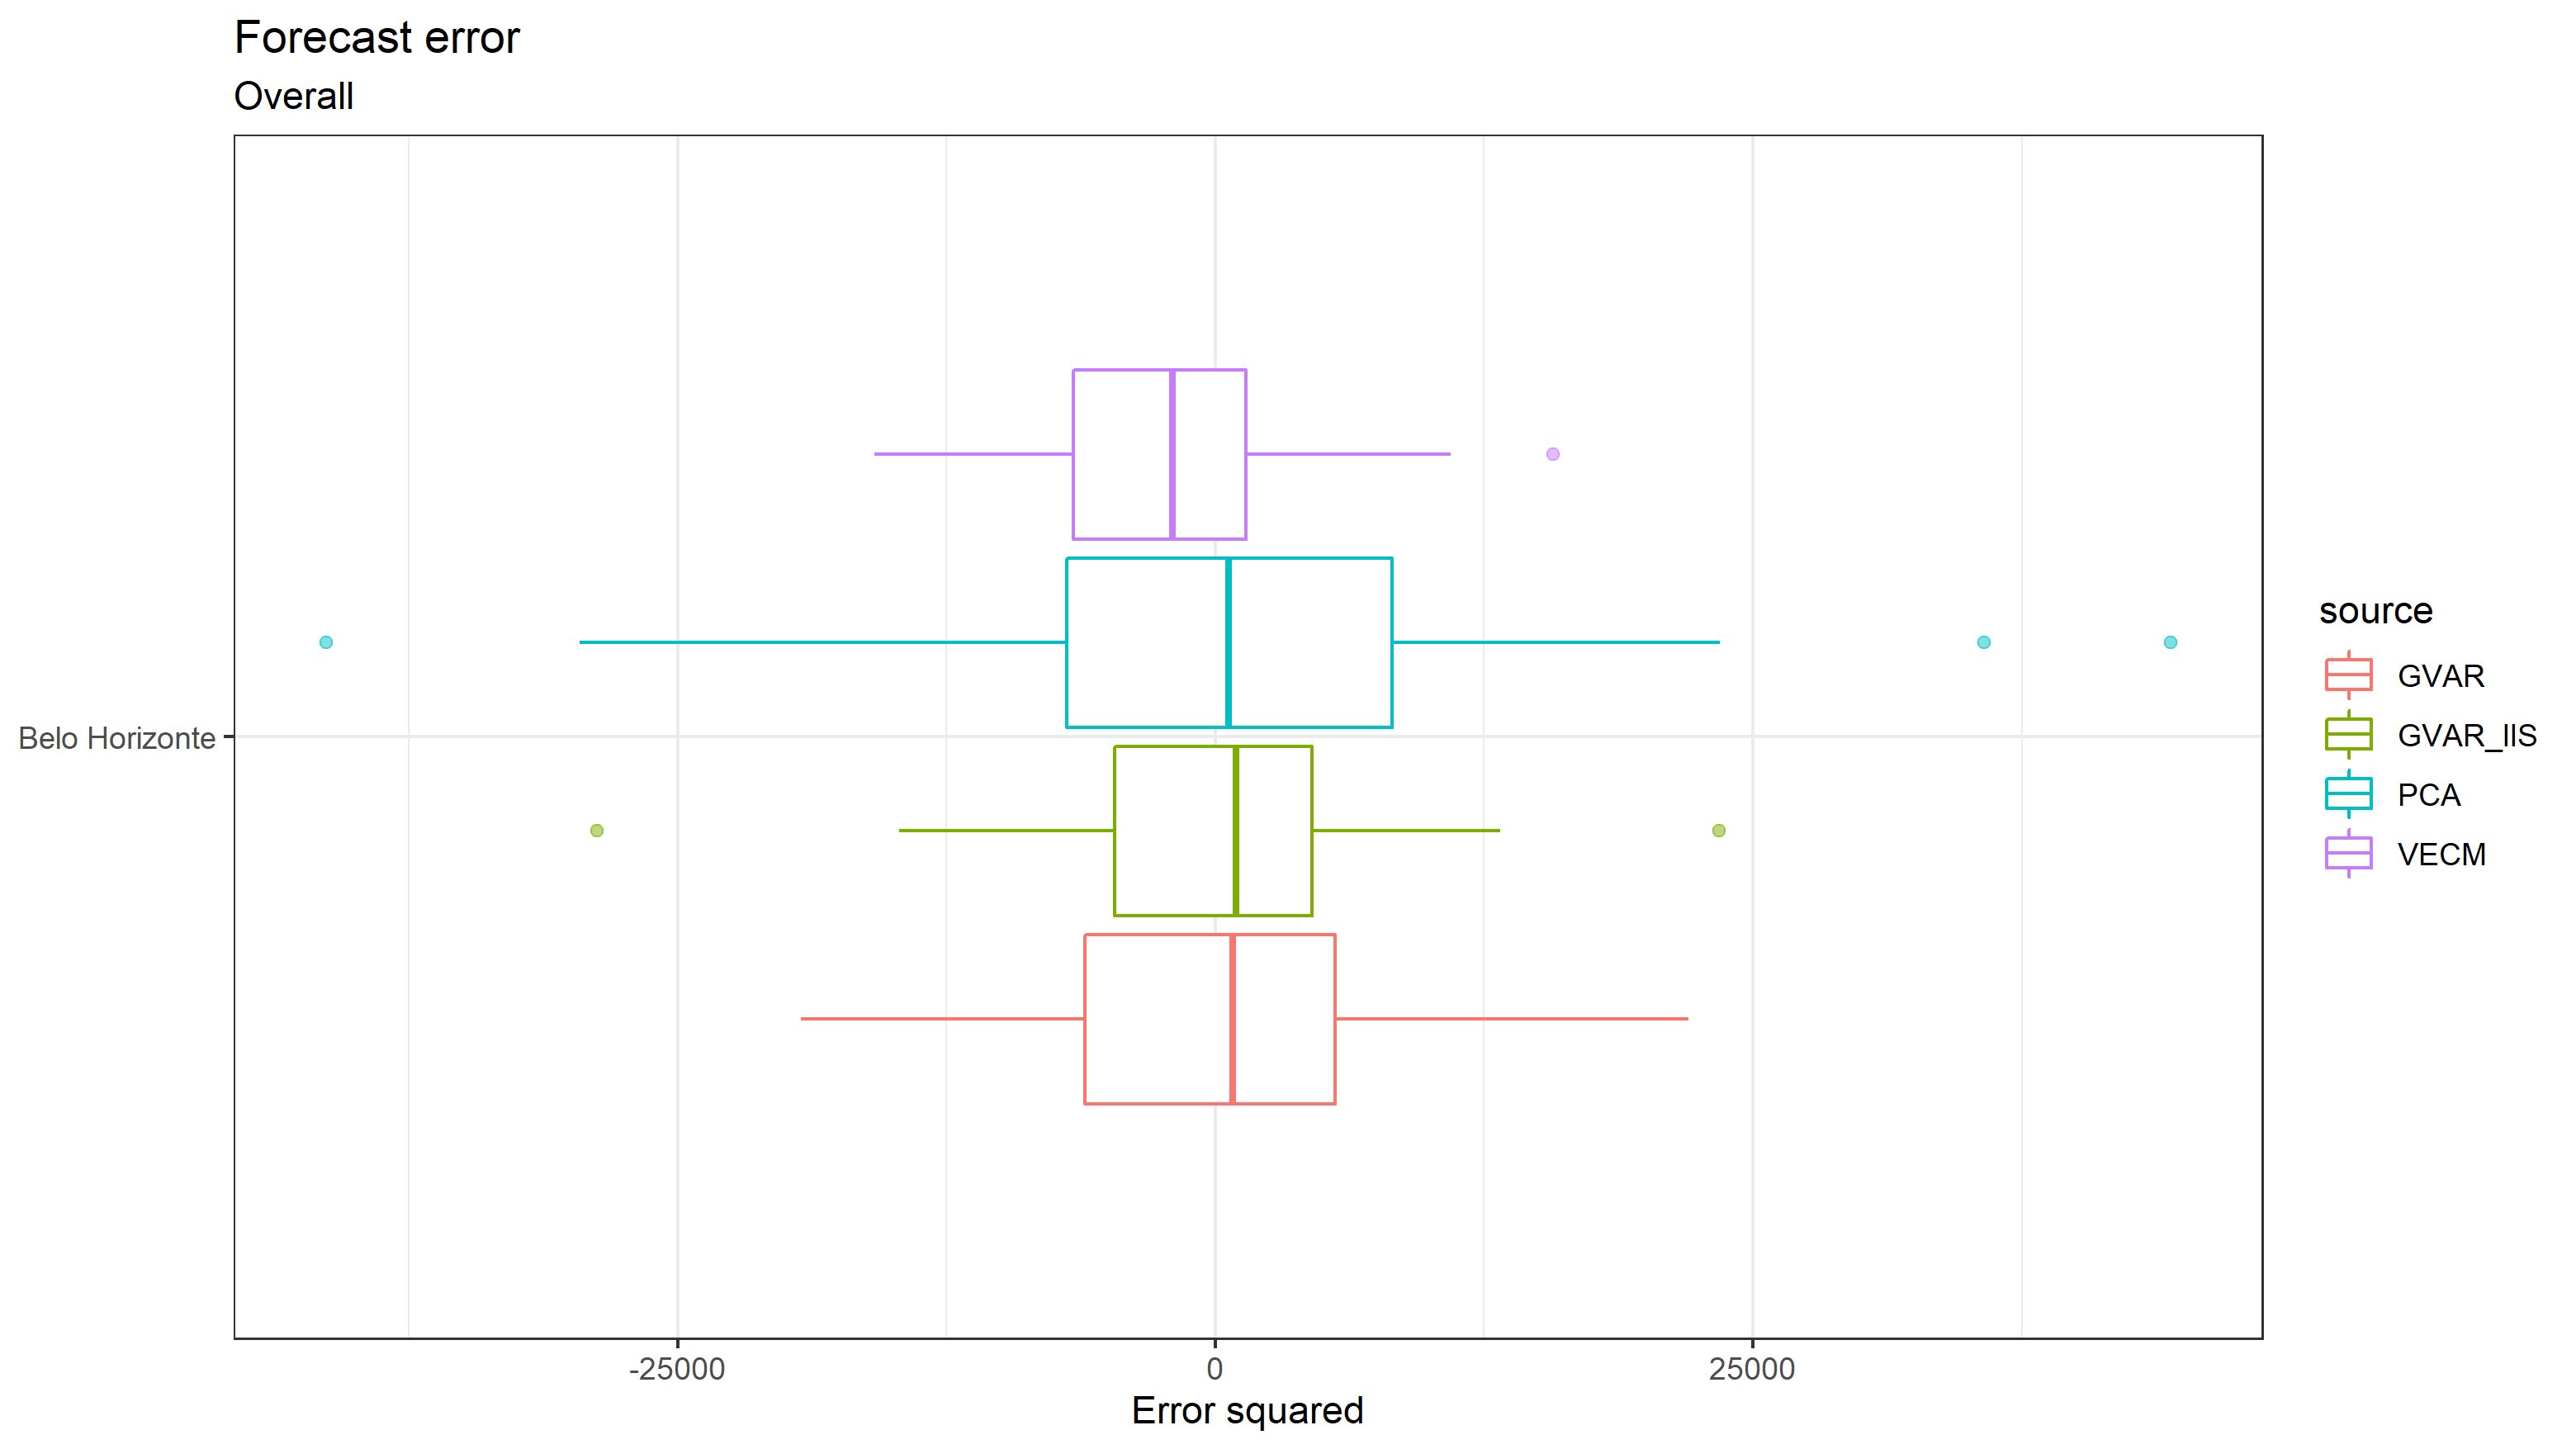 Forecast error
Overall
Belo Horizonte
-25000
0
25000
Error squared
source
GVAR
GVAR_IIS
PCA
VECM